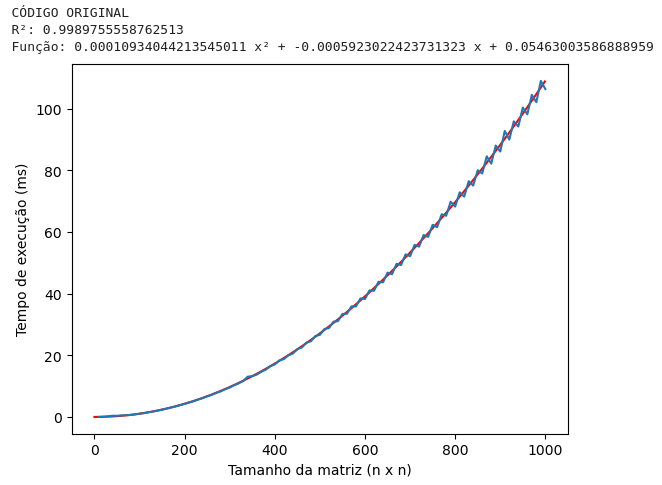 CÓDIGO ORIGINAL
R²: 0.9989755558762513
Função: 0.00010934044213545011 x² + -0.0005923022423731323 x + 0.05463003586888959
100
80
60
40
20
0
Tempo de execução (ms)
0 200 400 600 800 1000
Tamanho da matriz (n x n)